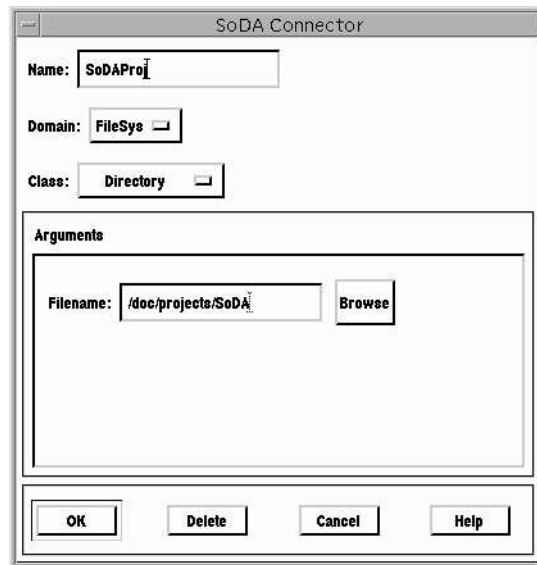 SoDA Connector
Name: SoDAProj
Domain: FileSys
Class: Directory
Arguments
Filename: /doc/projects/SoDA Browse
OK Delete Cancel Help